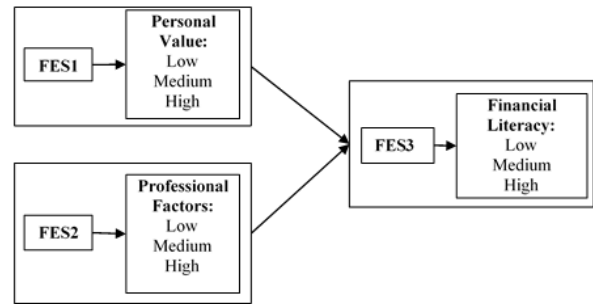 FES1
Personal
Value:
Low
Medium
High
FES2
Professional
Factors:
Low
Medium
High
FES3
Financial
Literacy:
Low
Medium
High